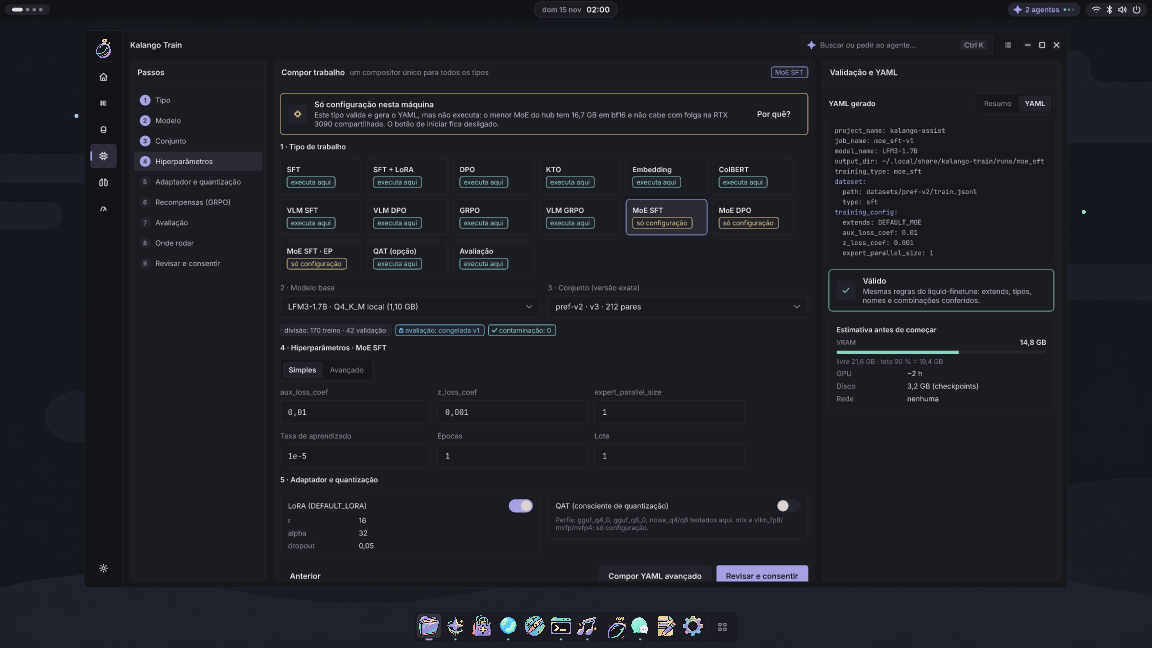 dom 15 nov 02:00
2 agentes
Kalango Train
Buscar ou pedir ao agente... Ctrl K
Passos
1 Tipo
2 Modelo
3 Conjunto
4 Hiperparâmetros
5 Adaptador e quantização
6 Recompensas (GRPO)
7 Avaliação
8 Onde rodar
9 Revisar e consentir
Compor trabalho um compositor único para todos os tipos MoE SFT
Só configuração nesta máquina
Este tipo valida e gera o YAML, mas não executa: o menor MoE do hub tem 16,7 GB em bf16 e não cabe com folga na RTX
3090 compartilhada. O botão de iniciar fica desligado.
Por quê?
1 · Tipo de trabalho
SFT SFT + LoRA DPO KTO Embedding ColBERT
executa aqui executa aqui executa aqui executa aqui executa aqui executa aqui
VLM SFT VLM DPO GRPO VLM GRPO MoE SFT MoE DPO
executa aqui executa aqui executa aqui executa aqui só configuração só configuração
MoE SFT · EP QAT (opção) Avaliação
só configuração executa aqui executa aqui
2 · Modelo base 3 · Conjunto (versão exata)
LFM3-1.7B · Q4_K_M local (1,10 GB) pref-v2 · v3 · 212 pares
divisão: 170 treino · 42 validação avaliação: congelada v1 contaminação: 0
4 · Hiperparâmetros · MoE SFT
Simples Avançado
aux_loss_coef z_loss_coef expert_parallel_size
0,01 0,001 1
Taxa de aprendizado Épocas Lote
1e-5 1 1
5 · Adaptador e quantização
LoRA (DEFAULT_LORA)
r 16
alpha 32
dropout 0,05
QAT (consciente de quantização)
Perfis: gguf_q4_0, gguf_q6_0, noise_q4/q8 testados aqui. mlx e vllm_fp8/
mxfp/nvfp4: só configuração.
Anterior Compor YAML avançado Revisar e consentir
Validação e YAML
YAML gerado Resumo YAML
project_name: kalango-assist
job_name: moe_sft-v1
model_name: LFM3-1.7B
output_dir: ~/.local/share/kalango-train/runs/moe_sft
training_type: moe_sft
dataset:
path: datasets/pref-v2/train.jsonl
type: sft
training_config:
extends: DEFAULT_MOE
aux_loss_coef: 0.01
z_loss_coef: 0.001
expert_parallel_size: 1
Válido
Mesmas regras do liquid-finetune: extends, tipos,
nomes e combinações conferidos.
Estimativa antes de começar
VRAM 14,8 GB
livre 21,6 GB · teto 90 % = 19,4 GB
GPU ~2 h
Disco 3,2 GB (checkpoints)
Rede nenhuma